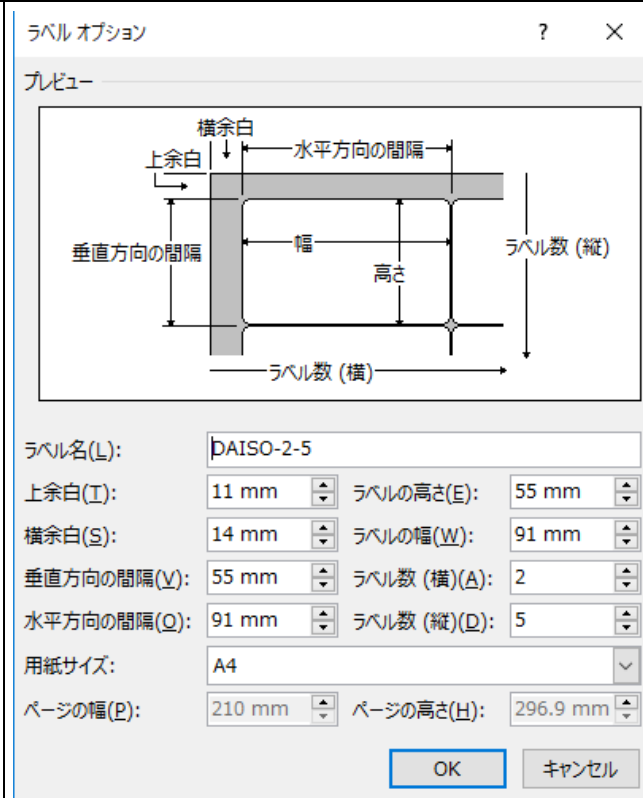 ラベル オプション ? ×
プレビュー
横余白
上余白
水平方向の間隔
垂直方向の間隔
幅
高さ
ラベル数 (縦)
ラベル数 (横)
ラベル名(L): DAISO-2-5
上余白(T): 11 mm ラベルの高さ(E): 55 mm
横余白(S): 14 mm ラベルの幅(W): 91 mm
垂直方向の間隔(V): 55 mm ラベル数 (横)(A): 2
水平方向の間隔(O): 91 mm ラベル数 (縦)(D): 5
用紙サイズ: A4
ページの幅(P): 210 mm ページの高さ(H): 296.9 mm
OK キャンセル